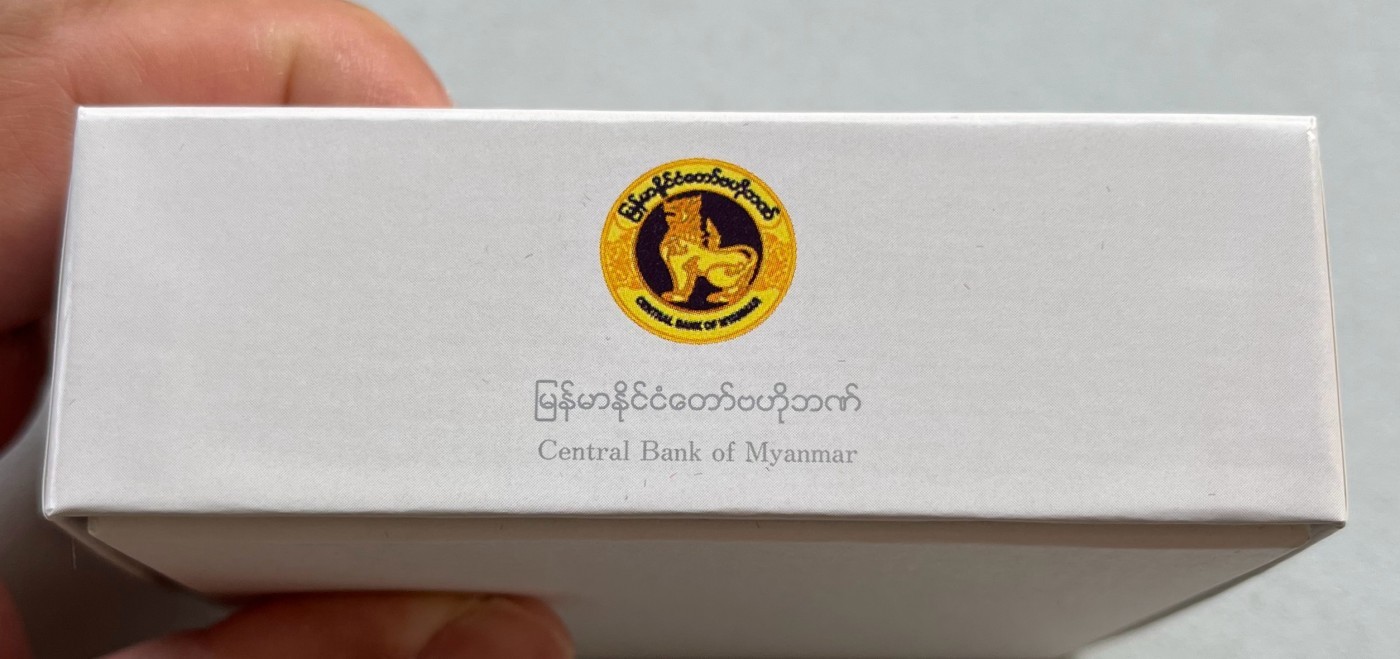 မြန်မာနိုင်ငံတော်ဗဟိုဘဏ်
CENTRAL BANK OF MYANMAR
မြန်မာနိုင်ငံတော်ဗဟိုဘဏ်
Central Bank of Myanmar